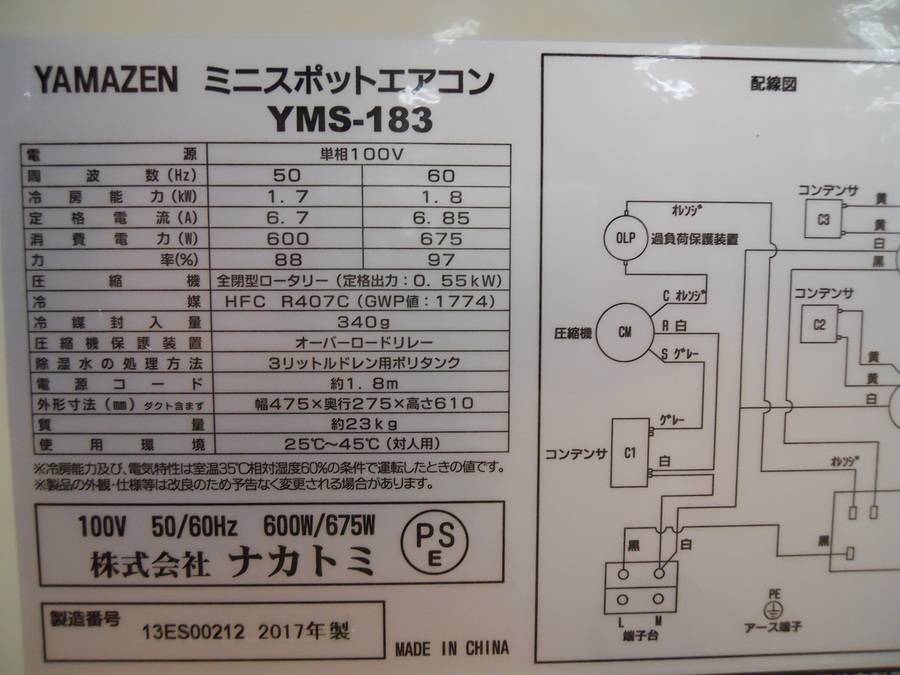 YAMAZEN ミニスポットエアコン
YMS-183
電源 単相100V
周波数(Hz) 50 60
冷房能力(kW) 1.7 1.8
定格電流(A) 6.7 6.85
消費電力(W) 600 675
力率(%) 88 97
圧縮機 全閉型ロータリー(定格出力:0.55kW)
冷媒 HFC R407C(GWP値:1774)
冷媒封入量 340g
圧縮機保護装置 オーバーロードリレー
除湿水の処理方法 3リットルドレン用ポリタンク
電源コード 約1.8m
外形寸法(㎜)ダクト含まず 幅475×奥行275×高さ610
質量 約23kg
使用環境 25℃〜45℃(対人用)
※冷房能力及び、電気特性は室温35℃相対湿度60%の条件で運転したときの値です。
※製品の外観・仕様等は改良のため予告なく変更される場合があります。
100V 50/60Hz 600W/675W
株式会社 ナカトミ
PS
E
製造番号
13ES00212 2017年製
MADE IN CHINA
配線図
オレンジ
OLP 過負荷保護装置
コンデンサ
C3
黄
黄
白
黒
C オレンジ
圧縮機 CM R 白
S グレー
コンデンサ
C2
黄
黄
白
グレー
コンデンサ C1
白
オレンジ
黒
白
黒
L M
端子台
PE
アース端子